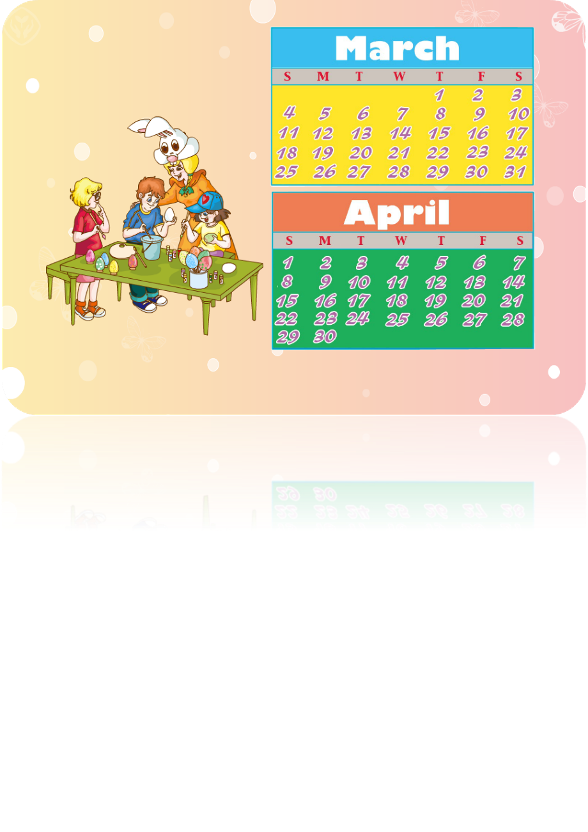 March
S M T W T F S
1 2 3
4 5 6 7 8 9 10
11 12 13 14 15 16 17
18 19 20 21 22 23 24
25 26 27 28 29 30 31
April
S M T W T F S
1 2 3 4 5 6 7
8 9 10 11 12 13 14
15 16 17 18 19 20 21
22 23 24 25 26 27 28
29 30